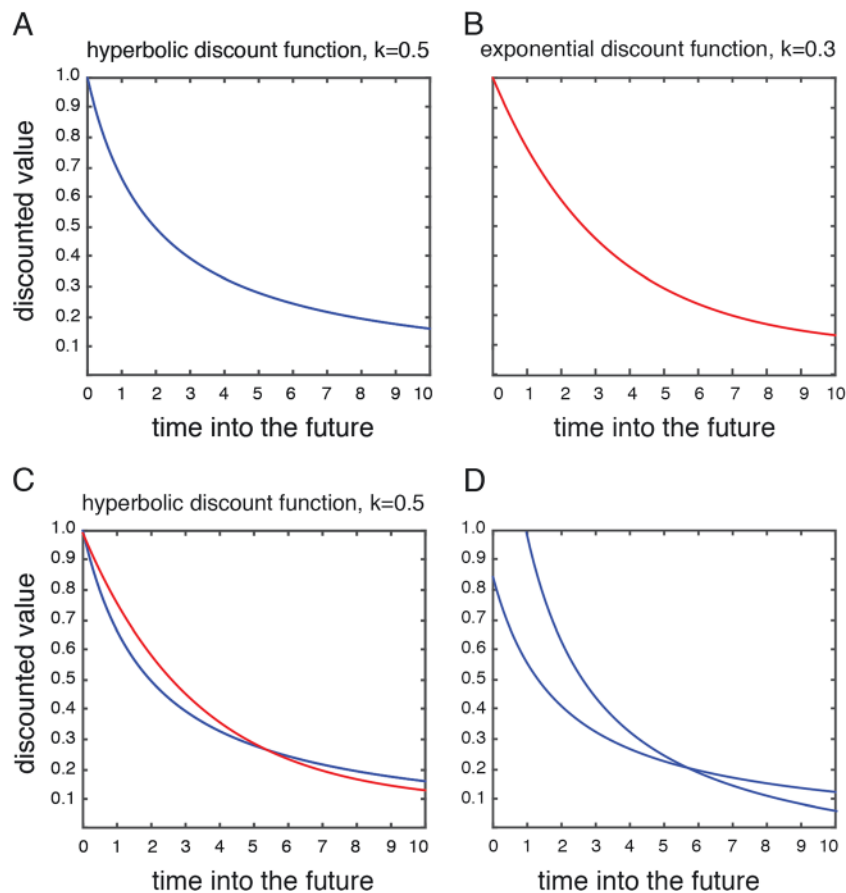 A
hyperbolic discount function, k=0.5
discounted value
1.0
0.9
0.8
0.7
0.6
0.5
0.4
0.3
0.2
0.1
0 1 2 3 4 5 6 7 8 9 10
time into the future
B
exponential discount function, k=0.3
0 1 2 3 4 5 6 7 8 9 10
time into the future
C
hyperbolic discount function, k=0.5
discounted value
1.0
0.9
0.8
0.7
0.6
0.5
0.4
0.3
0.2
0.1
0 1 2 3 4 5 6 7 8 9 10
time into the future
D
1.0
0.9
0.8
0.7
0.6
0.5
0.4
0.3
0.2
0.1
0 1 2 3 4 5 6 7 8 9 10
time into the future